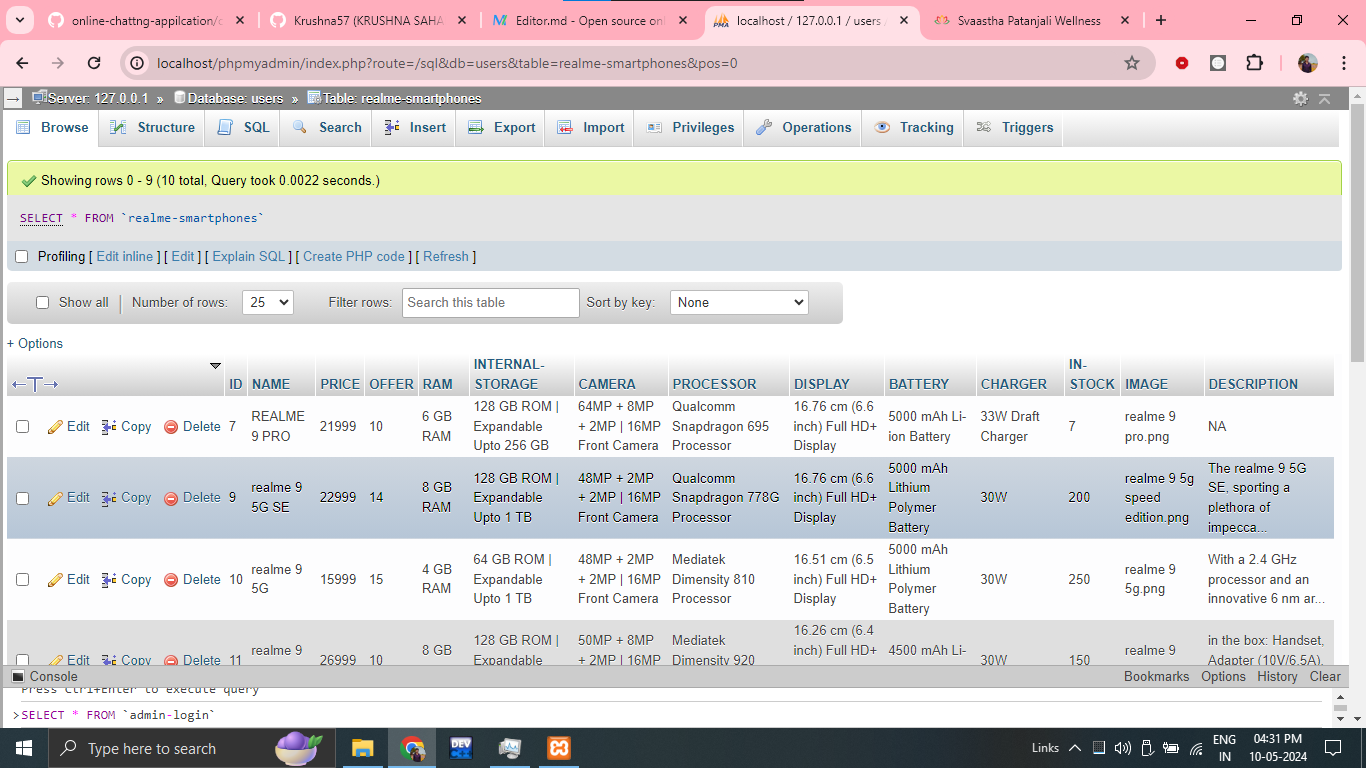 online-chattng-appilcation/c
Krushna57 (KRUSHNA SAHA
Editor.md - Open source onl
localhost / 127.0.0.1 / users /
Svaastha Patanjali Wellness
localhost/phpmyadmin/index.php?route=/sql&db=users&table=realme-smartphones&pos=0
Server: 127.0.0.1 » Database: users » Table: realme-smartphones
Browse Structure SQL Search Insert Export Import Privileges Operations Tracking Triggers
Showing rows 0 - 9 (10 total, Query took 0.0022 seconds.)
SELECT * FROM `realme-smartphones`
Profiling [ Edit inline ] [ Edit ] [ Explain SQL ] [ Create PHP code ] [ Refresh ]
Show all | Number of rows: 25 Filter rows: Search this table Sort by key: None
+ Options
ID NAME PRICE OFFER RAM INTERNAL-STORAGE CAMERA PROCESSOR DISPLAY BATTERY CHARGER IN-STOCK IMAGE DESCRIPTION
Edit Copy Delete 7 REALME 9 PRO 21999 10 6 GB RAM 128 GB ROM | Expandable Upto 256 GB 64MP + 8MP + 2MP | 16MP Front Camera Qualcomm Snapdragon 695 Processor 16.76 cm (6.6 inch) Full HD+ Display 5000 mAh Li-ion Battery 33W Draft Charger 7 realme 9 pro.png NA
Edit Copy Delete 9 realme 9 5G SE 22999 14 8 GB RAM 128 GB ROM | Expandable Upto 1 TB 48MP + 2MP + 2MP | 16MP Front Camera Qualcomm Snapdragon 778G Processor 16.76 cm (6.6 inch) Full HD+ Display 5000 mAh Lithium Polymer Battery 30W 200 realme 9 5g speed edition.png The realme 9 5G SE, sporting a plethora of impecca...
Edit Copy Delete 10 realme 9 5G 15999 15 4 GB RAM 64 GB ROM | Expandable Upto 1 TB 48MP + 2MP + 2MP | 16MP Front Camera Mediatek Dimensity 810 Processor 16.51 cm (6.5 inch) Full HD+ Display 5000 mAh Lithium Polymer Battery 30W 250 realme 9 5g.png With a 2.4 GHz processor and an innovative 6 nm ar...
Edit Copy Delete 11 realme 9 26999 10 8 GB 128 GB ROM | Expandable 50MP + 8MP + 2MP | 16MP Mediatek Dimensity 920 16.26 cm (6.4 inch) Full HD+ 4500 mAh Li- 30W 150 realme 9 in the box: Handset, Adapter (10V/6.5A),
Console Bookmarks Options History Clear
Press Ctrl+Enter to execute query
>SELECT * FROM `admin-login`
Type here to search
DEV
Links
ENG
IN
04:31 PM
10-05-2024